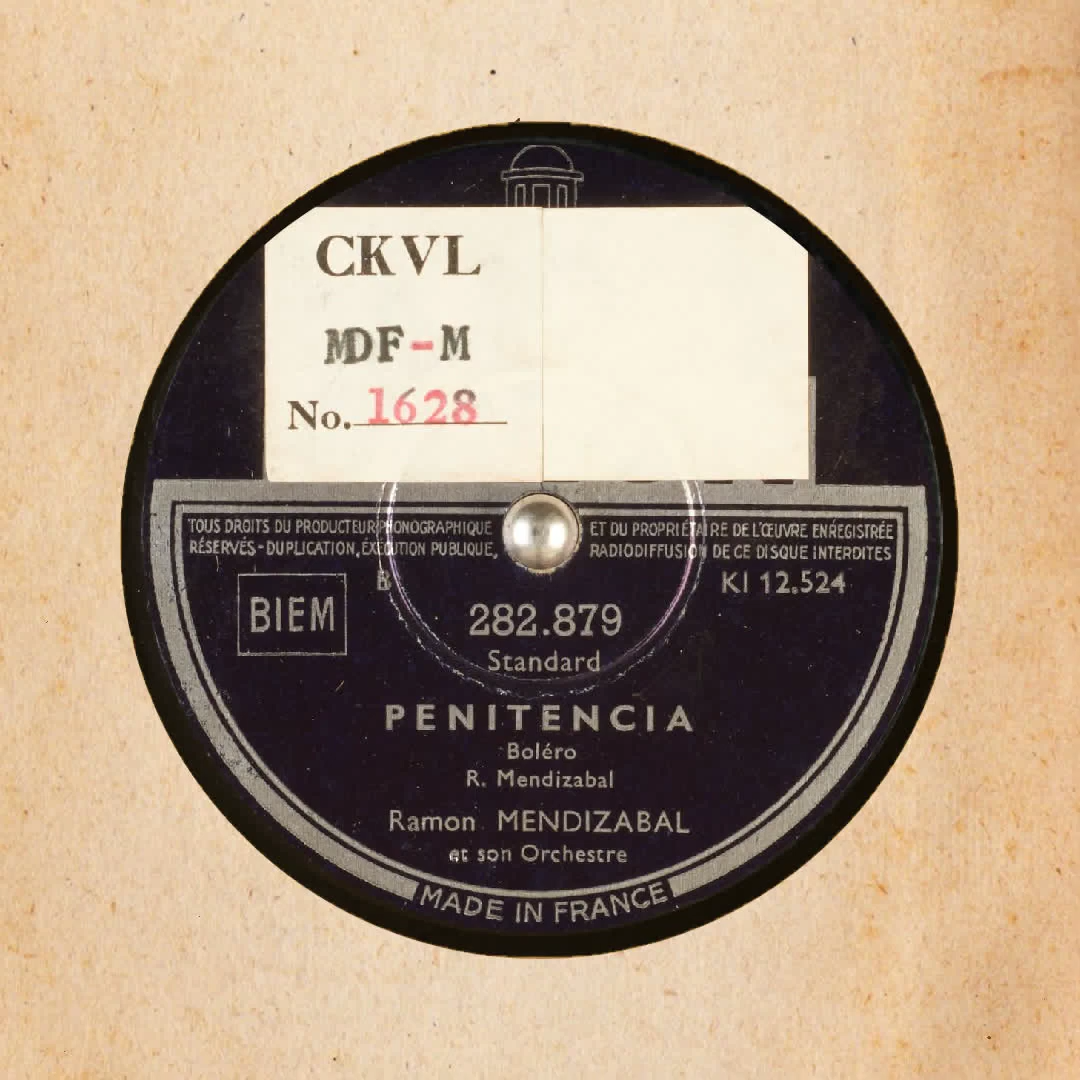 CKVL
MDF-M
No. 1628
TOUS DROITS DU PRODUCTEUR PHONOGRAPHIQUE ET DU PROPRIÉTAIRE DE L'ŒUVRE ENRÉGISTRÉE
RÉSERVÉS - DUPLICATION, EXÉCUTION PUBLIQUE, RADIODIFFUSION DE CE DISQUE INTERDITES
B KI 12.524
BIEM
282.879
Standard
PENITENCIA
Boléro
R. Mendizabal
Ramon MENDIZABAL
et son Orchestre
MADE IN FRANCE